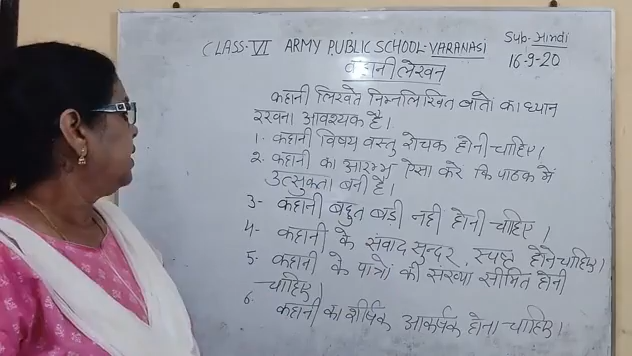 CLASS-VI ARMY PUBLIC SCHOOL-VARANASI
Sub-Hindi
16-9-20
कहानी लेखन
कहानी लिखते निम्नलिखित बातों का ध्यान
रखना आवश्यक है।
1. कहानी विषय वस्तु रोचक होनी चाहिए।
2. कहानी का आरम्भ ऐसा करे कि पाठक में
उत्सुकता बनी है।
3- कहानी बहुत बड़ी नही होनी चाहिए।
4- कहानी के संवाद सुन्दर, स्पष्ट होने चाहिए।
5. कहानी के पात्रों की संख्या सीमित होनी
चाहिए।
6. कहानी का शीर्षिक आकर्षक होना चाहिए।